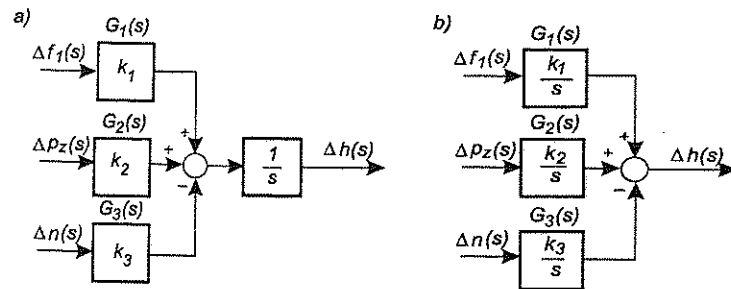 a)
G1(s)
Δf1(s)
k1
+
G2(s)
Δpz(s)
k2
+
−
1
s
Δh(s)
G3(s)
Δn(s)
k3
b)
G1(s)
Δf1(s)
k1
s
+
G2(s)
Δpz(s)
k2
s
+
−
Δh(s)
G3(s)
Δn(s)
k3
s